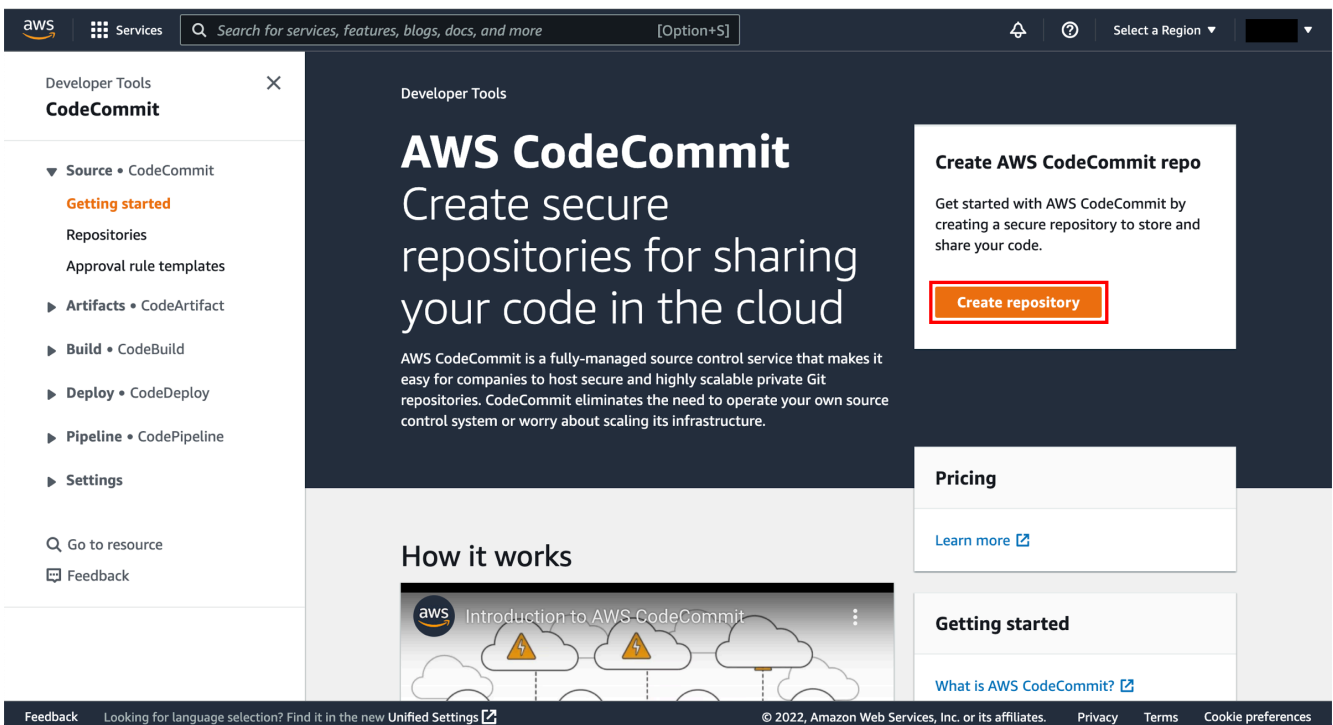 aws
Services
Search for services, features, blogs, docs, and more
[Option+S]
Select a Region
Developer Tools
CodeCommit
Source • CodeCommit
Getting started
Repositories
Approval rule templates
Artifacts • CodeArtifact
Build • CodeBuild
Deploy • CodeDeploy
Pipeline • CodePipeline
Settings
Go to resource
Feedback
Developer Tools
AWS CodeCommit
Create secure
repositories for sharing
your code in the cloud
AWS CodeCommit is a fully-managed source control service that makes it
easy for companies to host secure and highly scalable private Git
repositories. CodeCommit eliminates the need to operate your own source
control system or worry about scaling its infrastructure.
Create AWS CodeCommit repo
Get started with AWS CodeCommit by
creating a secure repository to store and
share your code.
Create repository
Pricing
Learn more
How it works
aws
Introduction to AWS CodeCommit
Getting started
What is AWS CodeCommit?
Feedback
Looking for language selection? Find it in the new Unified Settings
© 2022, Amazon Web Services, Inc. or its affiliates.
Privacy
Terms
Cookie preferences